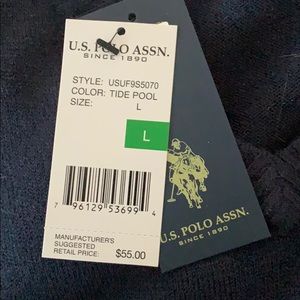 U.S. POLO ASSN.
SINCE 1890
STYLE: USUF9S5070
COLOR: TIDE POOL
SIZE: L
L
7 96129 53699 4
MANUFACTURER'S
SUGGESTED
RETAIL PRICE: $55.00
U.S. POLO ASSN.
SINCE 1890